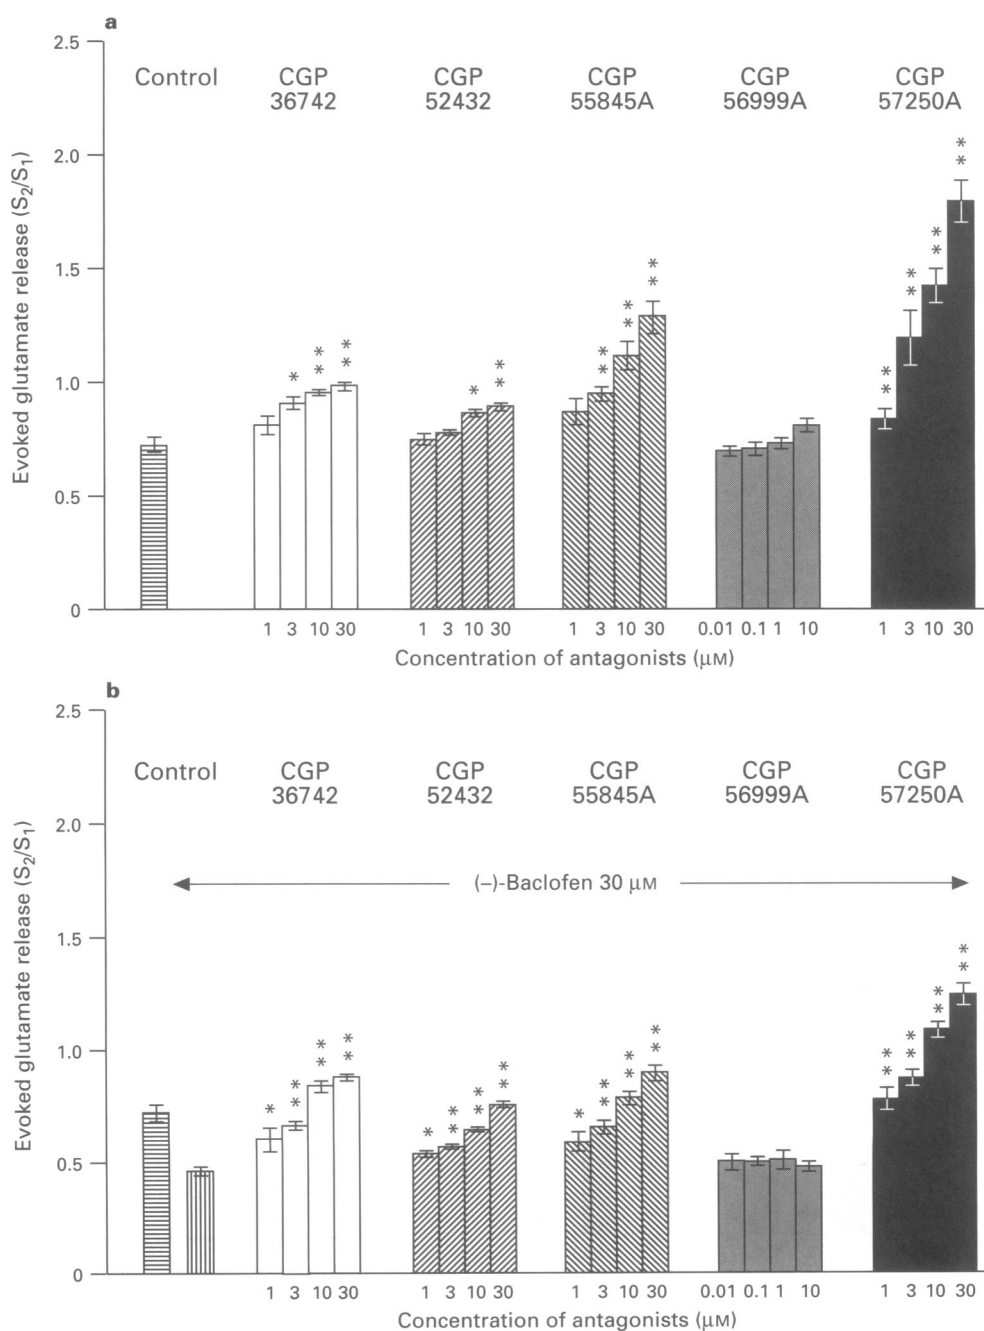 a
2.5
Control
CGP 36742
CGP 52432
CGP 55845A
CGP 56999A
CGP 57250A
2.0
1.5
1.0
0.5
0
Evoked glutamate release (S2/S1)
* ** **
* **
** ** **
** ** ** **
1 3 10 30 1 3 10 30 1 3 10 30 0.01 0.1 1 10 1 3 10 30
Concentration of antagonists (μM)
b
2.5
Control
CGP 36742
CGP 52432
CGP 55845A
CGP 56999A
CGP 57250A
2.0
(–)-Baclofen 30 μM
1.5
1.0
0.5
0
Evoked glutamate release (S2/S1)
* ** ** **
* ** ** **
* ** ** **
** ** ** **
1 3 10 30 1 3 10 30 1 3 10 30 0.01 0.1 1 10 1 3 10 30
Concentration of antagonists (μM)